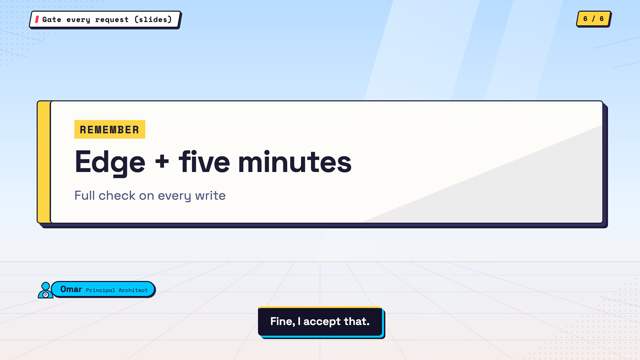 Gate every request (slides)
6 / 6
REMEMBER
Edge + five minutes
Full check on every write
Omar Principal Architect
Fine, I accept that.